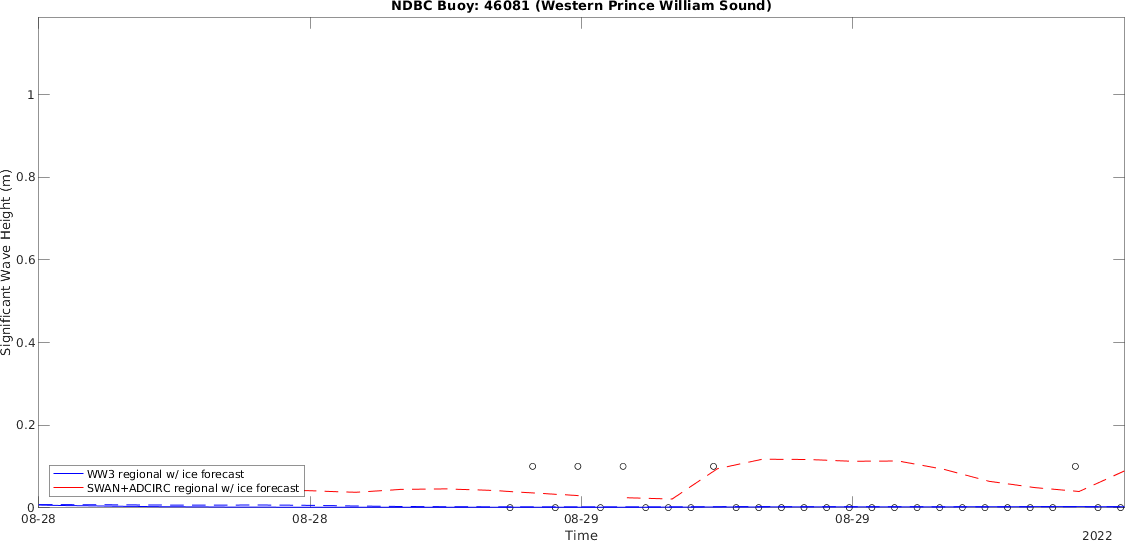 NDBC Buoy: 46081 (Western Prince William Sound)
Significant Wave Height (m)
1
0.8
0.6
0.4
0.2
0
WW3 regional w/ ice forecast
SWAN+ADCIRC regional w/ ice forecast
08-28
08-28
08-29
08-29
Time
2022